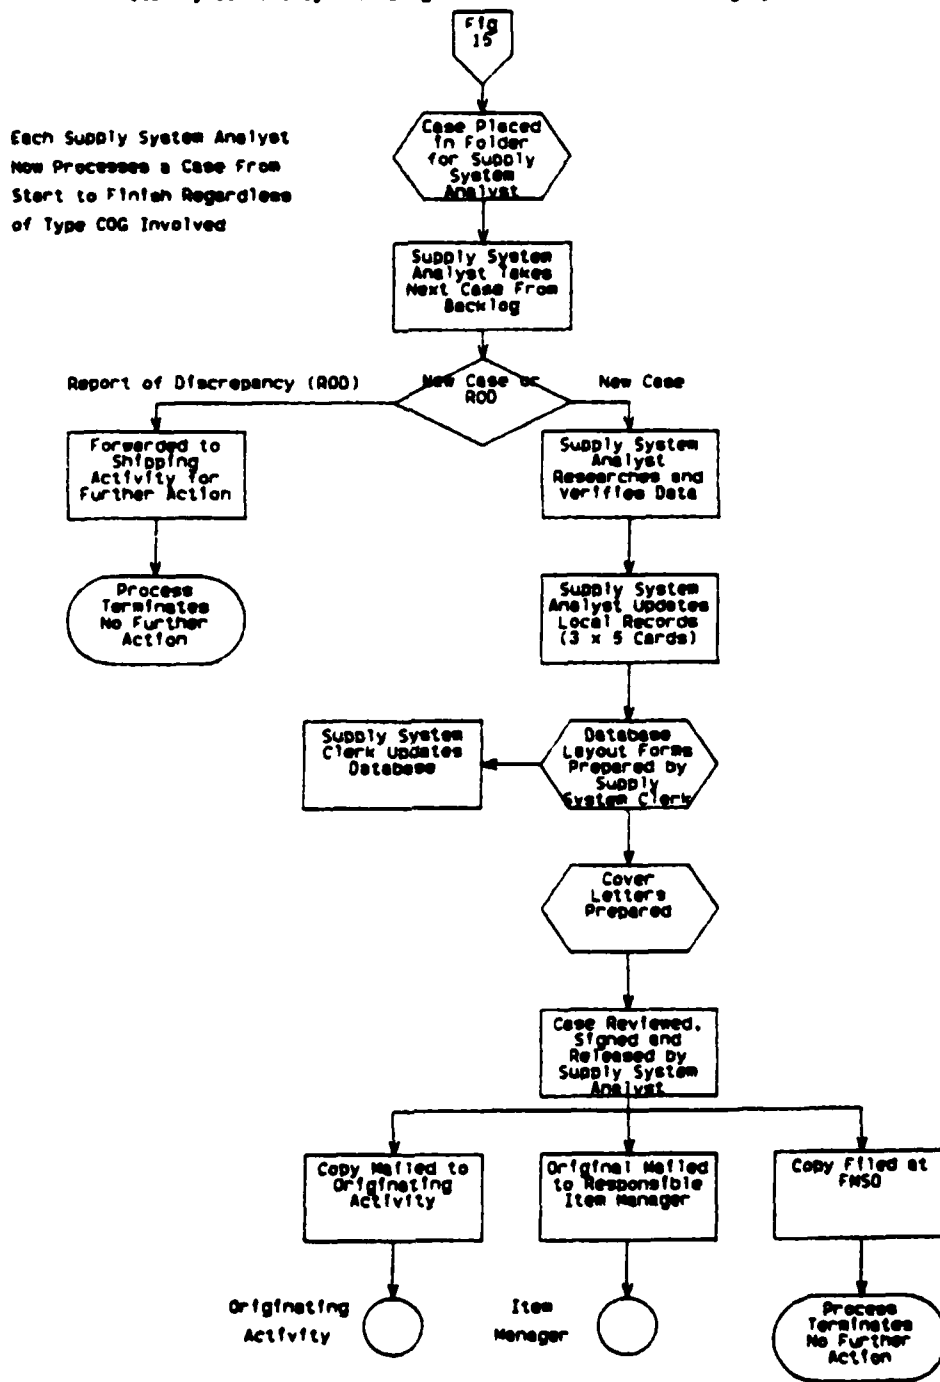 Fig
15
Each Supply System Analyst
Now Processes a Case From
Start to Finish Regardless
of Type COG Involved
Case Placed
in Folder
for Supply
System
Analyst
Supply System
Analyst Takes
Next Case From
Backlog
Report of Discrepancy (ROD)
New Case or
ROD
New Case
Forwarded to
Shipping
Activity for
Further Action
Supply System
Analyst
Researches and
Verifies Data
Process
Terminates
No Further
Action
Supply System
Analyst Updates
Local Records
(3 x 5 Cards)
Supply System
Clerk Updates
Database
Database
Layout Forms
Prepared by
Supply
System Clerk
Cover
Letters
Prepared
Case Reviewed,
Signed and
Released by
Supply System
Analyst
Copy Mailed to
Originating
Activity
Original Mailed
to Responsible
Item Manager
Copy Filed at
FMSO
Originating
Activity
Item
Manager
Process
Terminates
No Further
Action